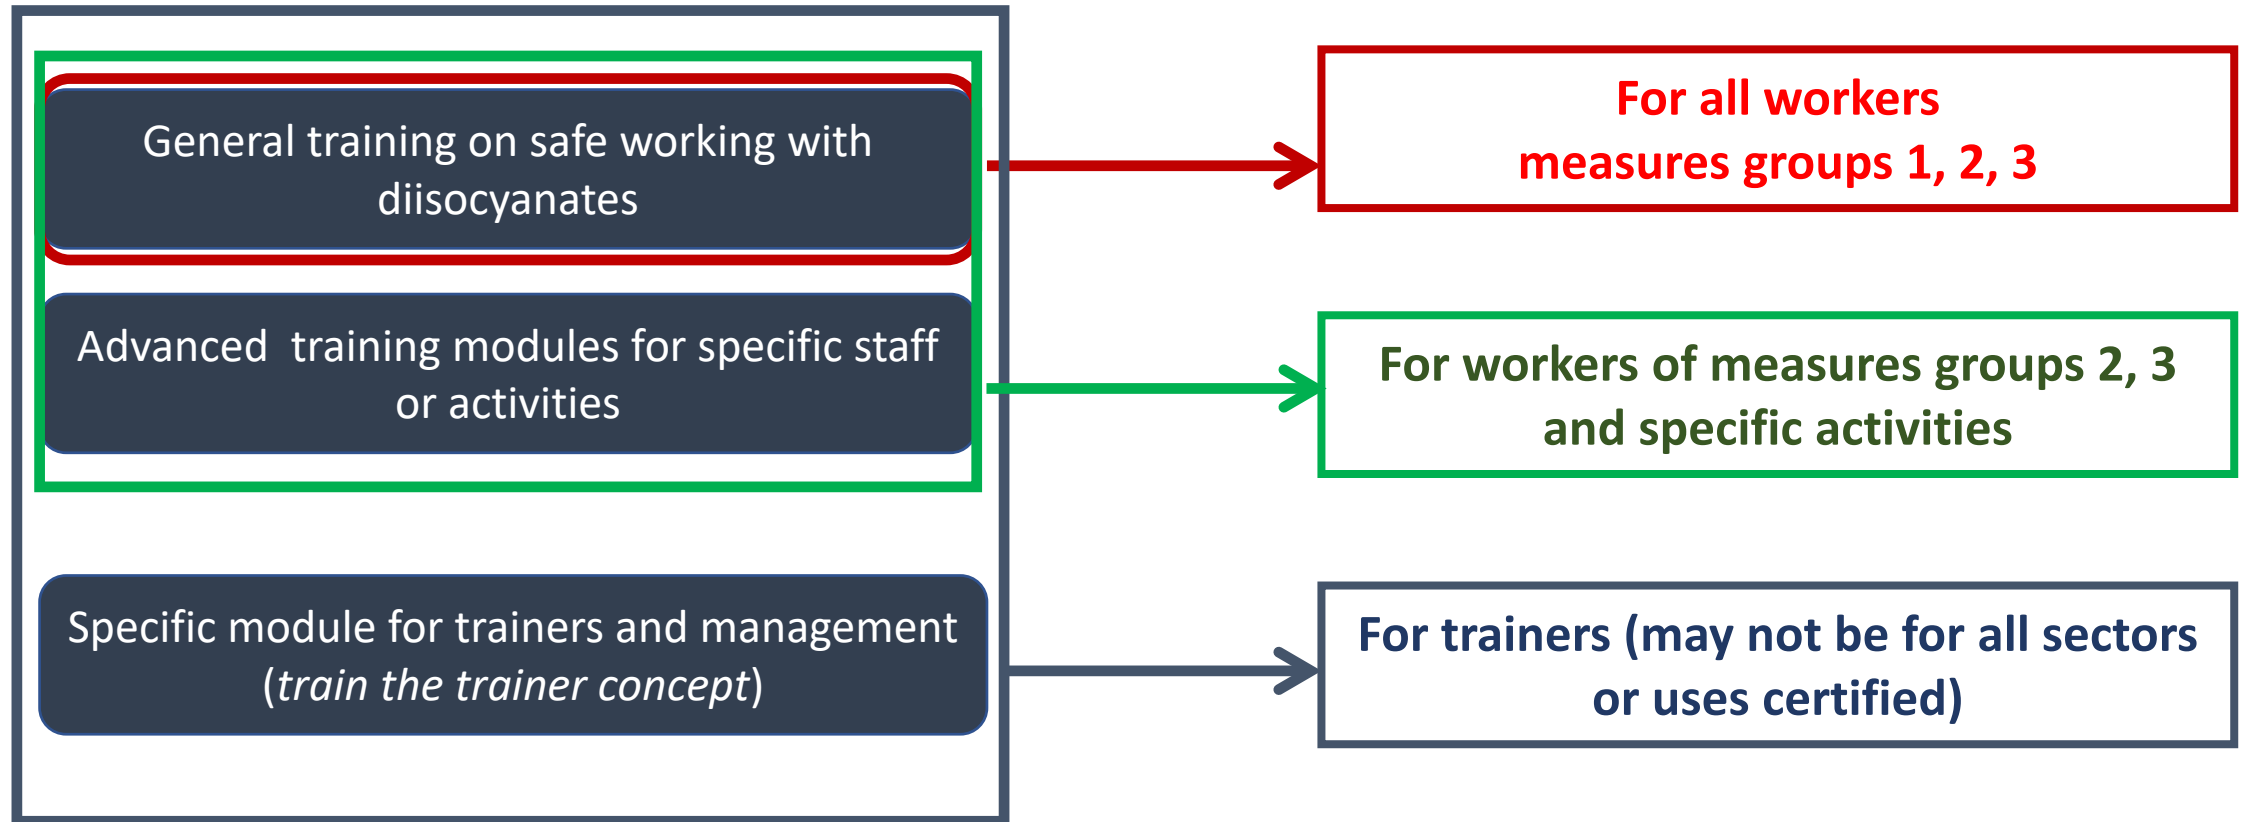 General training on safe working with
diisocyanates
For all workers
measures groups 1, 2, 3
Advanced  training modules for specific staff
or activities
For workers of measures groups 2, 3
and specific activities
Specific module for trainers and management
(train the trainer concept)
For trainers (may not be for all sectors
or uses certified)